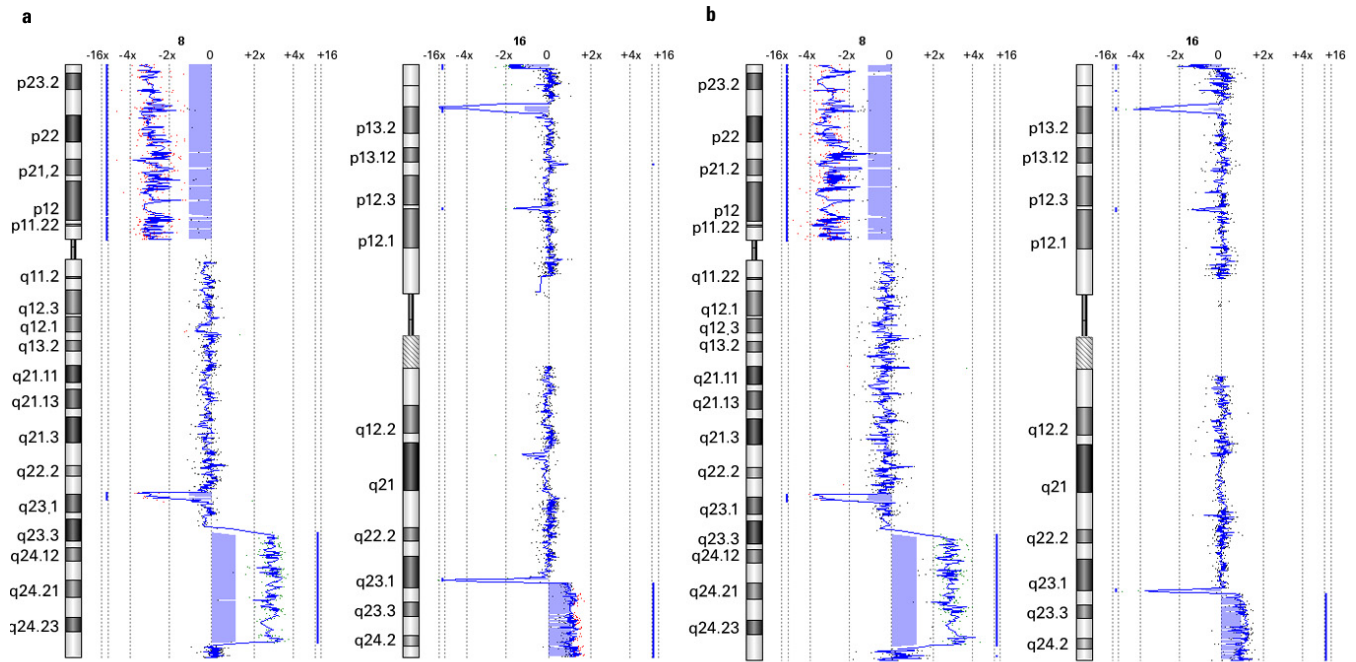 a
8
-16x -4x -2x 0 +2x +4x +16
p23.2
p22
p21.2
p12
p11.22
q11.2
q12.3
q12.1
q13.2
q21.11
q21.13
q21.3
q22.2
q23,1
q23.3
q24.12
q24.21
q24.23
16
-16x -4x -2x 0 +2 +4 +16
p13.2
p13.12
p12.3
p12.1
q12.2
q21
q22.2
q23.1
q23.3
q24.2
b
8
-16x -4x -2x 0 +2x +4x +16
p23.2
p22
p21.2
p12
p11.22
q11.22
q12.1
q12.3
q13.2
q21.11
q21.13
q21.3
q22.2
q23.1
q23.3
q24.12
q24.21
q24.23
16
-16x -4x -2x 0 +2x +4x +16
p13.2
p13.12
p12.3
p12.1
q12.2
q21
q22.2
q23.1
q23.3
q24.2